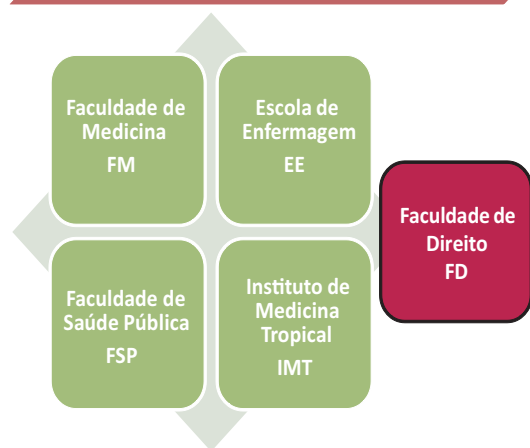 Faculdade de
Medicina
FM
Escola de
Enfermagem
EE
Faculdade de
Direito
FD
Faculdade de
Saúde Pública
FSP
Instituto de
Medicina
Tropical
IMT